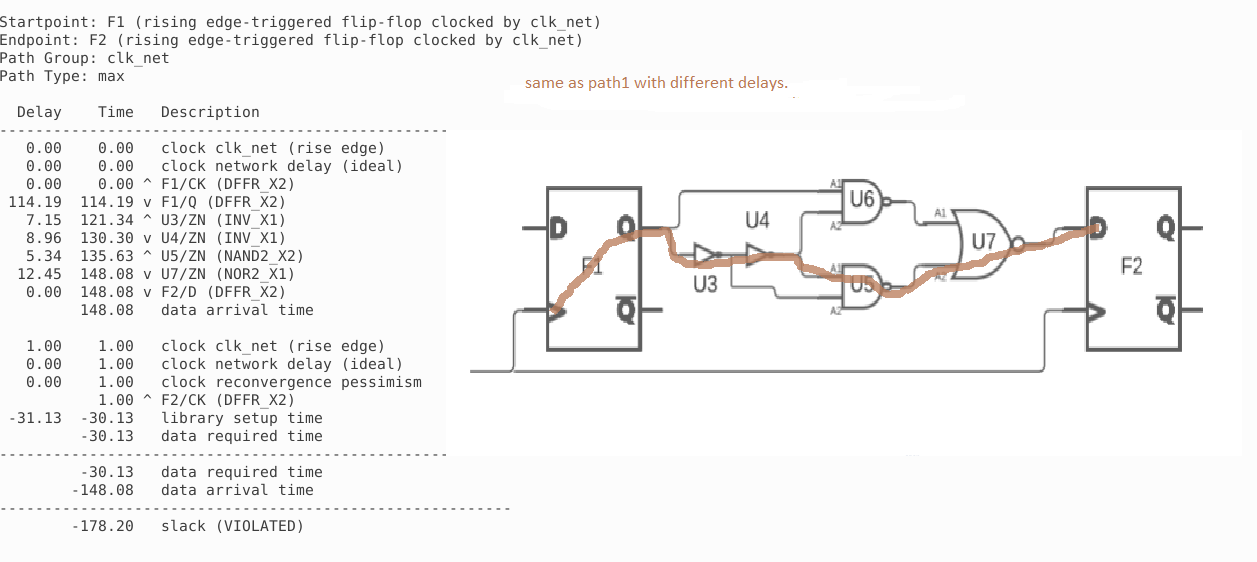 Startpoint: F1 (rising edge-triggered flip-flop clocked by clk_net)
Endpoint: F2 (rising edge-triggered flip-flop clocked by clk_net)
Path Group: clk_net
Path Type: max
same as path1 with different delays.
Delay Time Description
---------------------------------------------------
0.00 0.00 clock clk_net (rise edge)
0.00 0.00 clock network delay (ideal)
0.00 0.00 ^ F1/CK (DFFR_X2)
114.19 114.19 v F1/Q (DFFR_X2)
7.15 121.34 ^ U3/ZN (INV_X1)
8.96 130.30 v U4/ZN (INV_X1)
5.34 135.63 ^ U5/ZN (NAND2_X2)
12.45 148.08 v U7/ZN (NOR2_X1)
0.00 148.08 v F2/D (DFFR_X2)
148.08 data arrival time
1.00 1.00 clock clk_net (rise edge)
0.00 1.00 clock network delay (ideal)
0.00 1.00 clock reconvergence pessimism
1.00 ^ F2/CK (DFFR_X2)
-31.13 -30.13 library setup time
-30.13 data required time
---------------------------------------------------
-30.13 data required time
-148.08 data arrival time
---------------------------------------------------------
-178.20 slack (VIOLATED)
D Q
F1
Q
U3
U4
A1
U6
A2
A1
U5
A2
A1
U7
A2
D Q
F2
Q